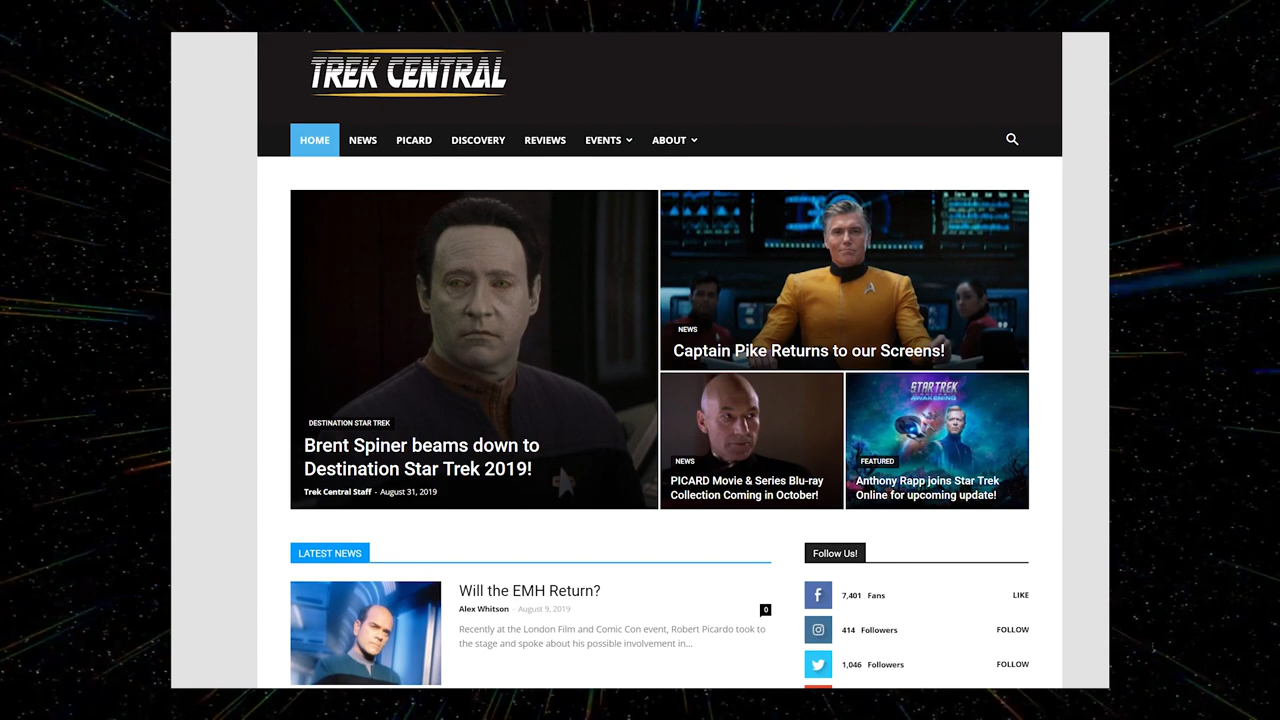 TREK CENTRAL
HOME NEWS PICARD DISCOVERY REVIEWS EVENTS ABOUT
DESTINATION STAR TREK
Brent Spiner beams down to
Destination Star Trek 2019!
Trek Central Staff - August 31, 2019
NEWS
Captain Pike Returns to our Screens!
NEWS
PICARD Movie & Series Blu-ray
Collection Coming in October!
STAR TREK
AWAKENING
FEATURED
Anthony Rapp joins Star Trek
Online for upcoming update!
LATEST NEWS
Will the EMH Return?
Alex Whitson - August 9, 2019
0
Recently at the London Film and Comic Con event, Robert Picardo took to
the stage and spoke about his possible involvement in...
Follow Us!
7,401 Fans LIKE
414 Followers FOLLOW
1,046 Followers FOLLOW